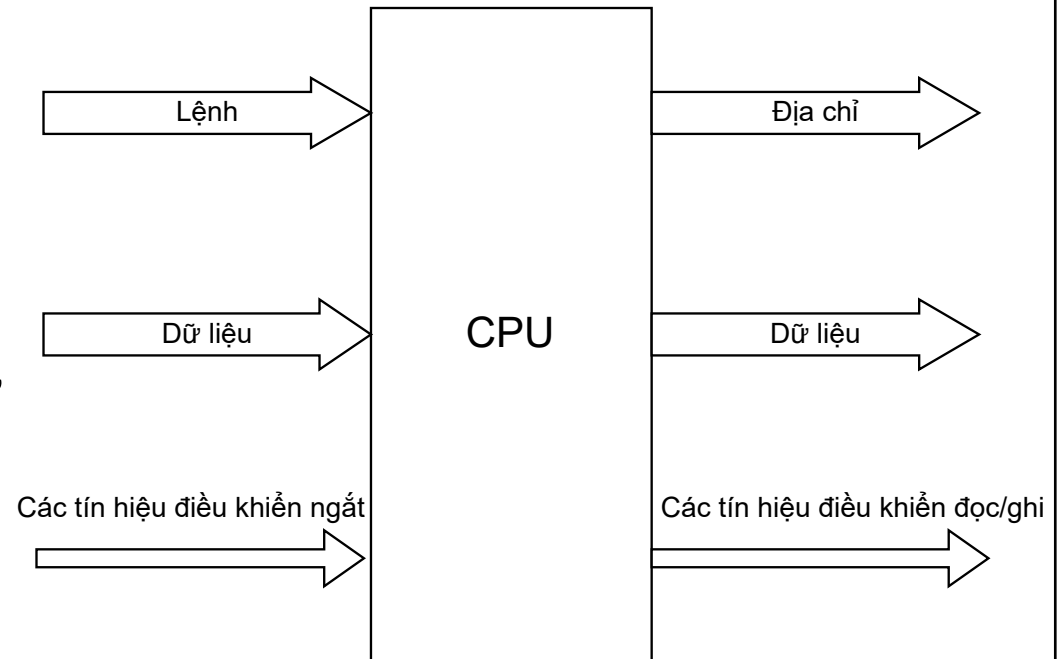 Lệnh
Địa chỉ
Dữ liệu
CPU
Dữ liệu
Các tín hiệu điều khiển ngắt
Các tín hiệu điều khiển đọc/ghi